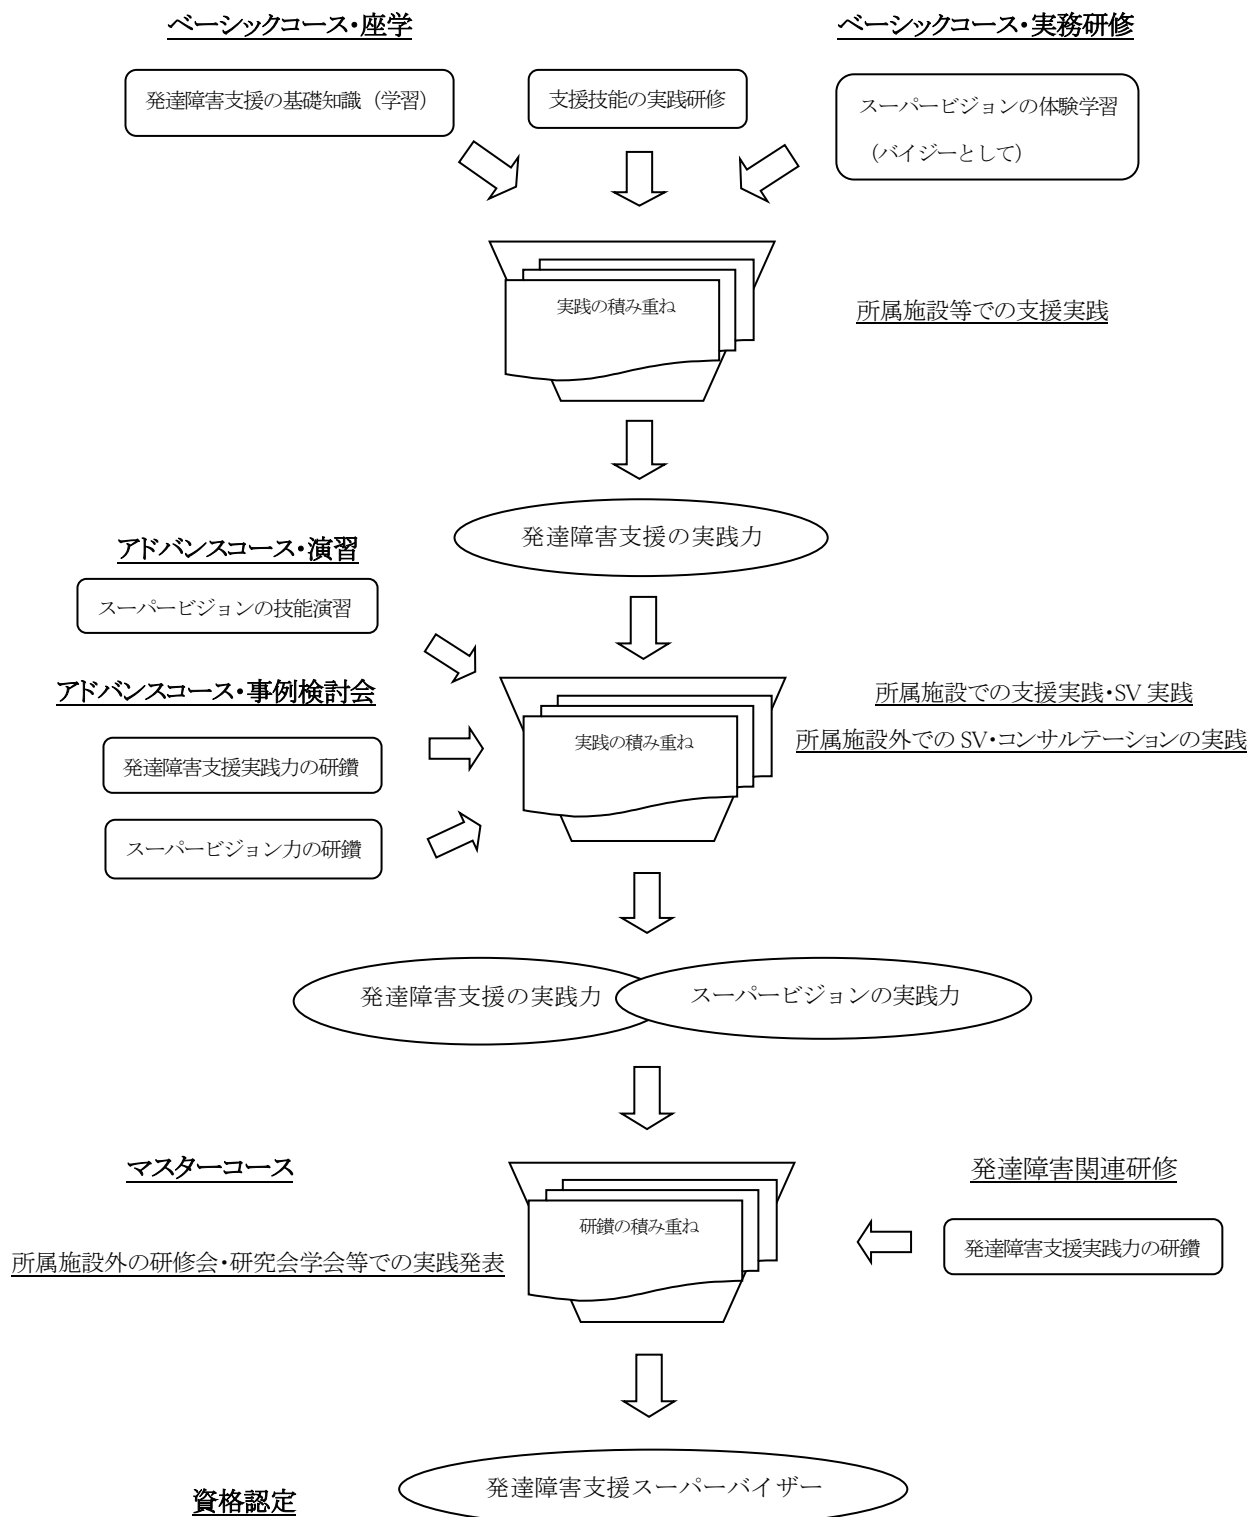 ベーシックコース・座学
ベーシックコース・実務研修
発達障害支援の基礎知識（学習）
支援技能の実践研修
スーパービジョンの体験学習
（バイジーとして）
実践の積み重ね
所属施設等での支援実践
発達障害支援の実践力
アドバンスコース・演習
スーパービジョンの技能演習
アドバンスコース・事例検討会
所属施設での支援実践・SV 実践
実践の積み重ね
所属施設外での SV・コンサルテーションの実践
発達障害支援実践力の研鑽
スーパービジョン力の研鑽
発達障害支援の実践力
スーパービジョンの実践力
マスターコース
発達障害関連研修
研鑽の積み重ね
発達障害支援実践力の研鑽
所属施設外の研修会・研究会学会等での実践発表
発達障害支援スーパーバイザー
資格認定